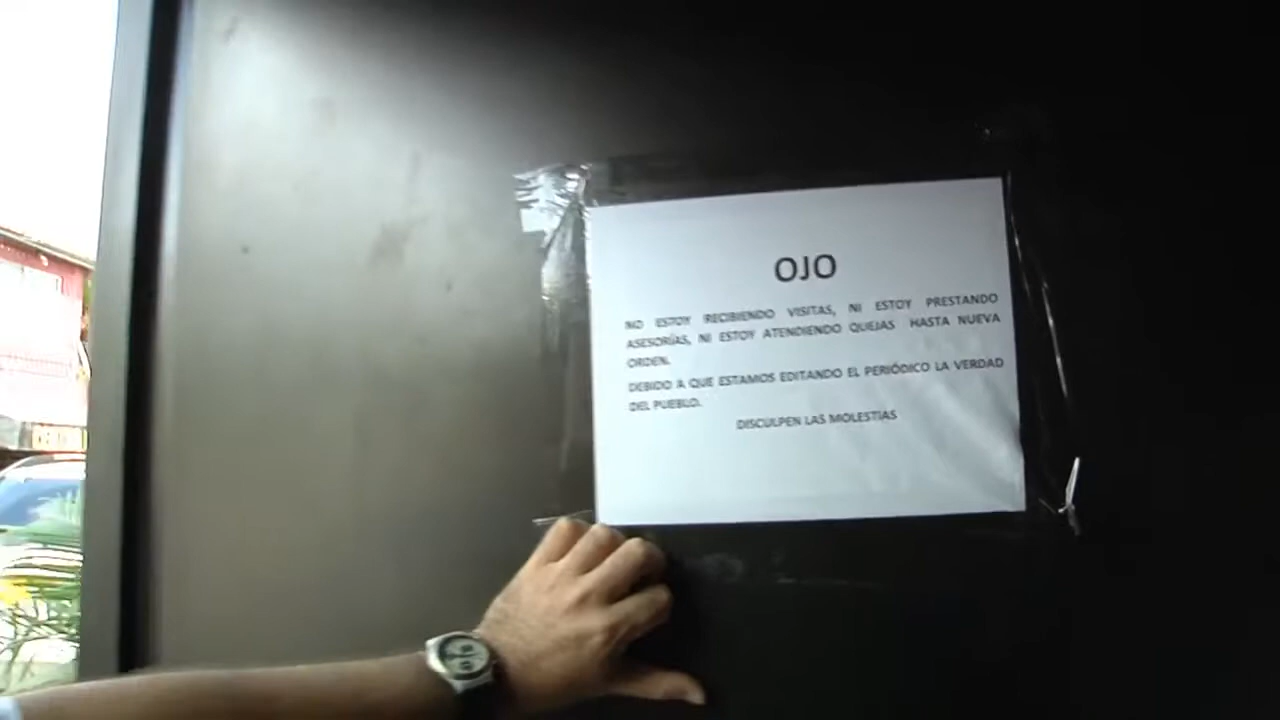 OJO
NO ESTOY RECIBIENDO VISITAS, NI ESTOY PRESTANDO
ASESORÍAS, NI ESTOY ATENDIENDO QUEJAS HASTA NUEVA
ORDEN.
DEBIDO A QUE ESTAMOS EDITANDO EL PERIÓDICO LA VERDAD
DEL PUEBLO.
DISCULPEN LAS MOLESTIAS